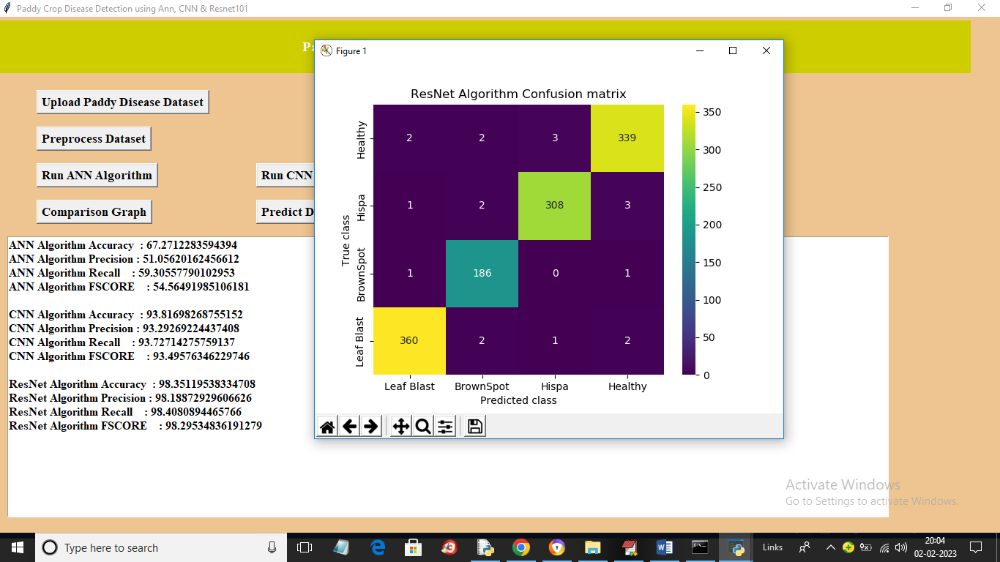 Paddy Crop Disease Detection using Ann, CNN & Resnet101
Figure 1
Upload Paddy Disease Dataset
Preprocess Dataset
Run ANN Algorithm
Run CNN
Comparison Graph
Predict D
ANN Algorithm Accuracy : 67.2712283594394
ANN Algorithm Precision : 51.05620162456612
ANN Algorithm Recall : 59.30557790102953
ANN Algorithm FSCORE : 54.56491985106181
CNN Algorithm Accuracy : 93.81698268755152
CNN Algorithm Precision : 93.29269224437408
CNN Algorithm Recall : 93.72714275759137
CNN Algorithm FSCORE : 93.49576346229746
ResNet Algorithm Accuracy : 98.35119538334708
ResNet Algorithm Precision : 98.18872929606626
ResNet Algorithm Recall : 98.4080894465766
ResNet Algorithm FSCORE : 98.29534836191279
ResNet Algorithm Confusion matrix
True class
Healthy 2 2 3 339
Hispa 1 2 308 3
BrownSpot 1 186 0 1
Leaf Blast 360 2 1 2
Leaf Blast BrownSpot Hispa Healthy
Predicted class
350
300
250
200
150
100
50
0
Activate Windows
Go to Settings to activate Windows.
Type here to search
Links
20:04
02-02-2023